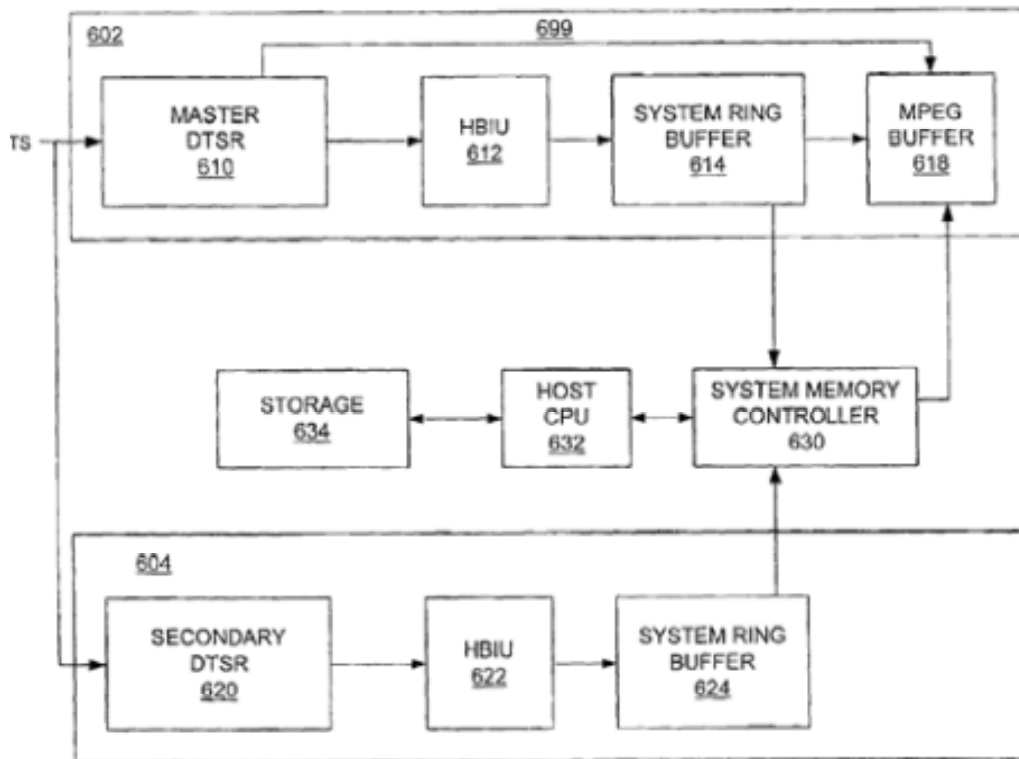 602
699
TS
MASTER
DTSR
610
HBIU
612
SYSTEM RING
BUFFER
614
MPEG
BUFFER
618
STORAGE
634
HOST
CPU
632
SYSTEM MEMORY
CONTROLLER
630
604
SECONDARY
DTSR
620
HBIU
622
SYSTEM RING
BUFFER
624